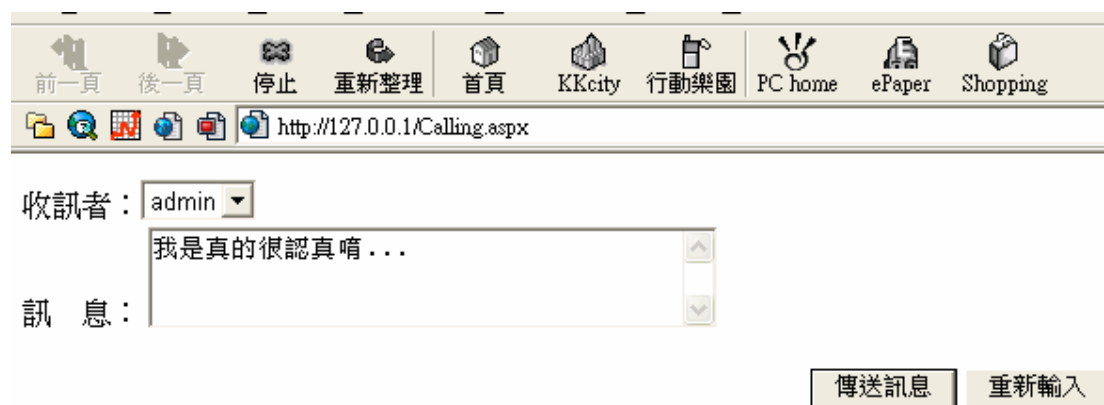 前一頁 後一頁 停止 重新整理 首頁 KKcity 行動樂園 PC home ePaper Shopping
http://127.0.0.1/Calling.aspx
收訊者： admin
我是真的很認真唷...
訊 息：
傳送訊息 重新輸入